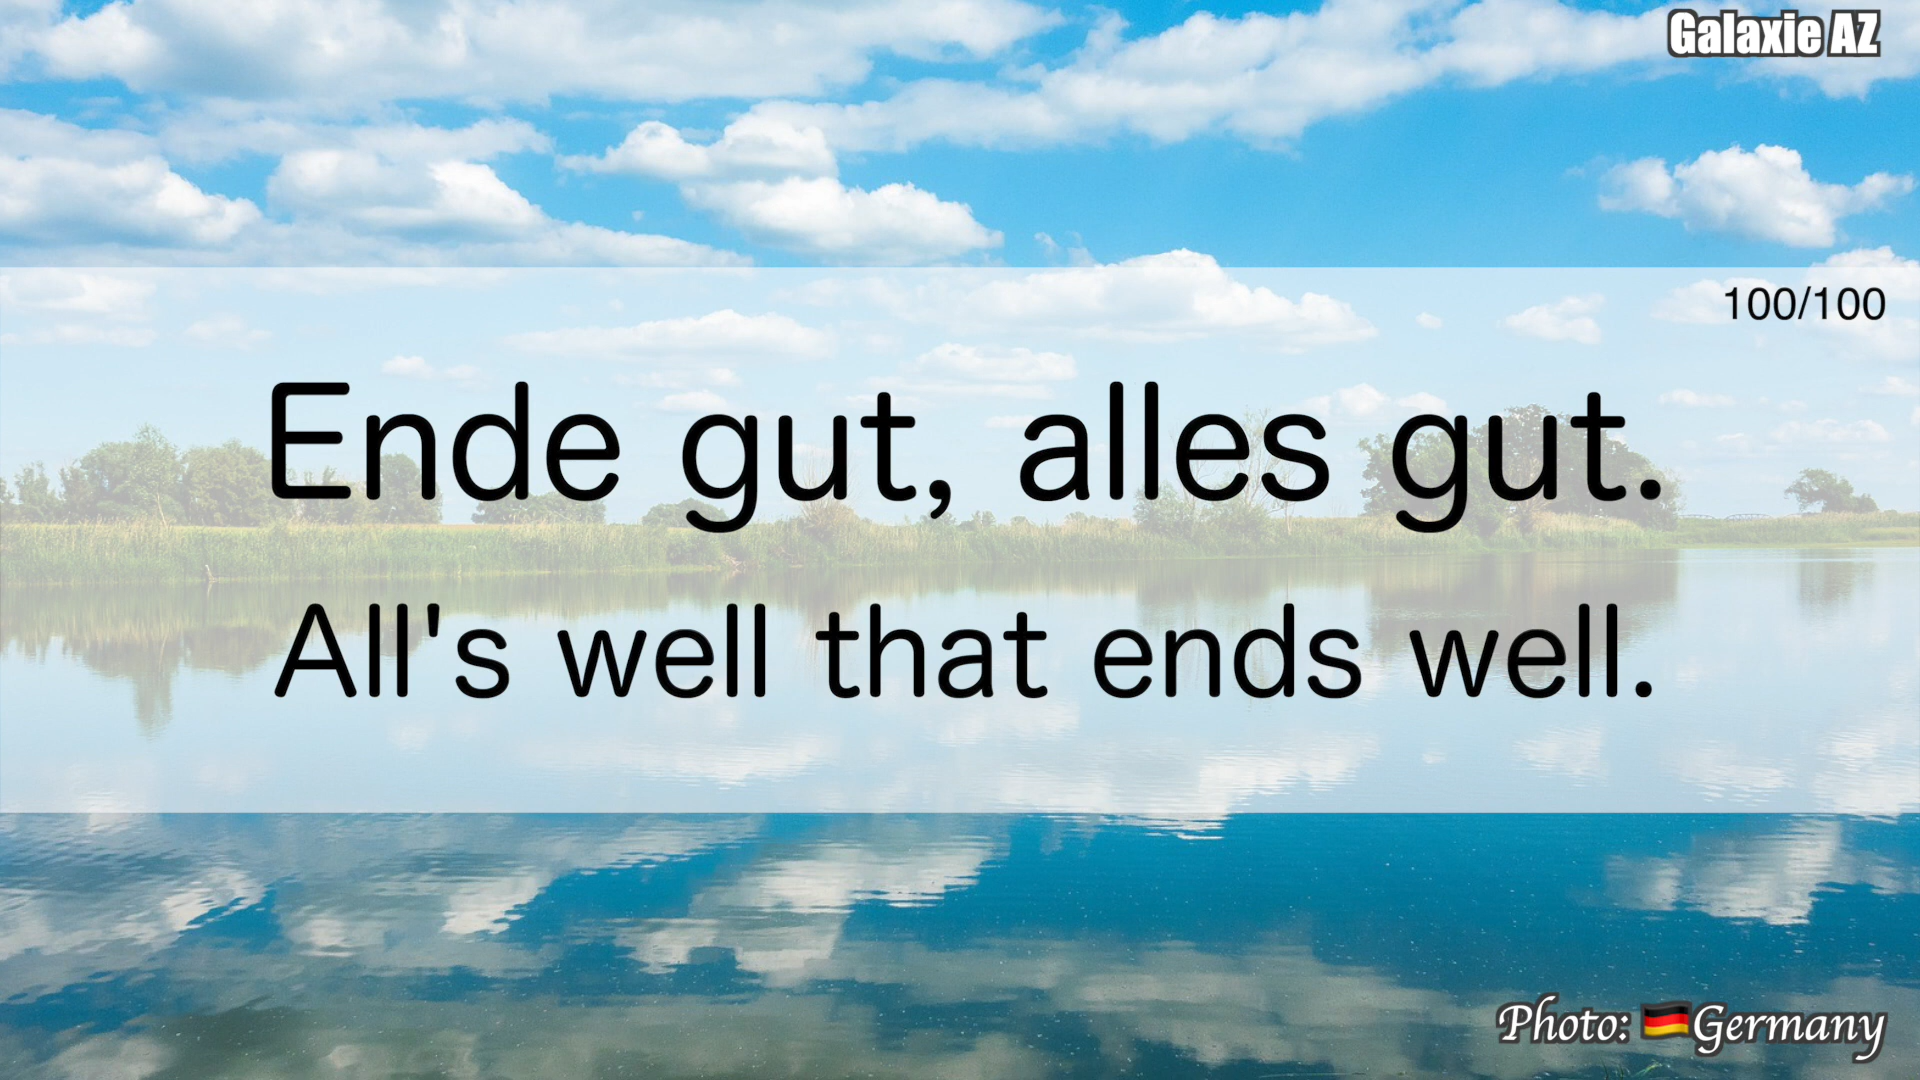 Galaxie AZ
100/100
Ende gut, alles gut.
All's well that ends well.
Photo: 🇩🇪Germany